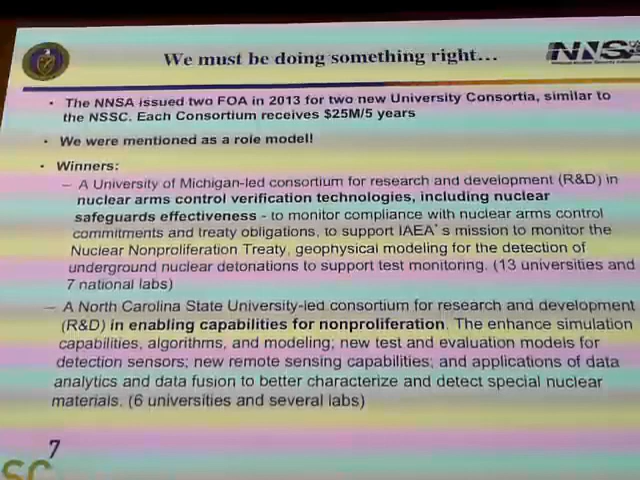 We must be doing something right…
NNS
• The NNSA issued two FOA in 2013 for two new University Consortia, similar to
the NSSC. Each Consortium receives $25M/5 years
• We were mentioned as a role model!
• Winners:
– A University of Michigan-led consortium for research and development (R&D) in
nuclear arms control verification technologies, including nuclear
safeguards effectiveness - to monitor compliance with nuclear arms control
commitments and treaty obligations, to support IAEA's mission to monitor the
Nuclear Nonproliferation Treaty, geophysical modeling for the detection of
underground nuclear detonations to support test monitoring. (13 universities and
7 national labs)
– A North Carolina State University-led consortium for research and development
(R&D) in enabling capabilities for nonproliferation. The enhance simulation
capabilities, algorithms, and modeling; new test and evaluation models for
detection sensors; new remote sensing capabilities; and applications of data
analytics and data fusion to better characterize and detect special nuclear
materials. (6 universities and several labs)
7
SC